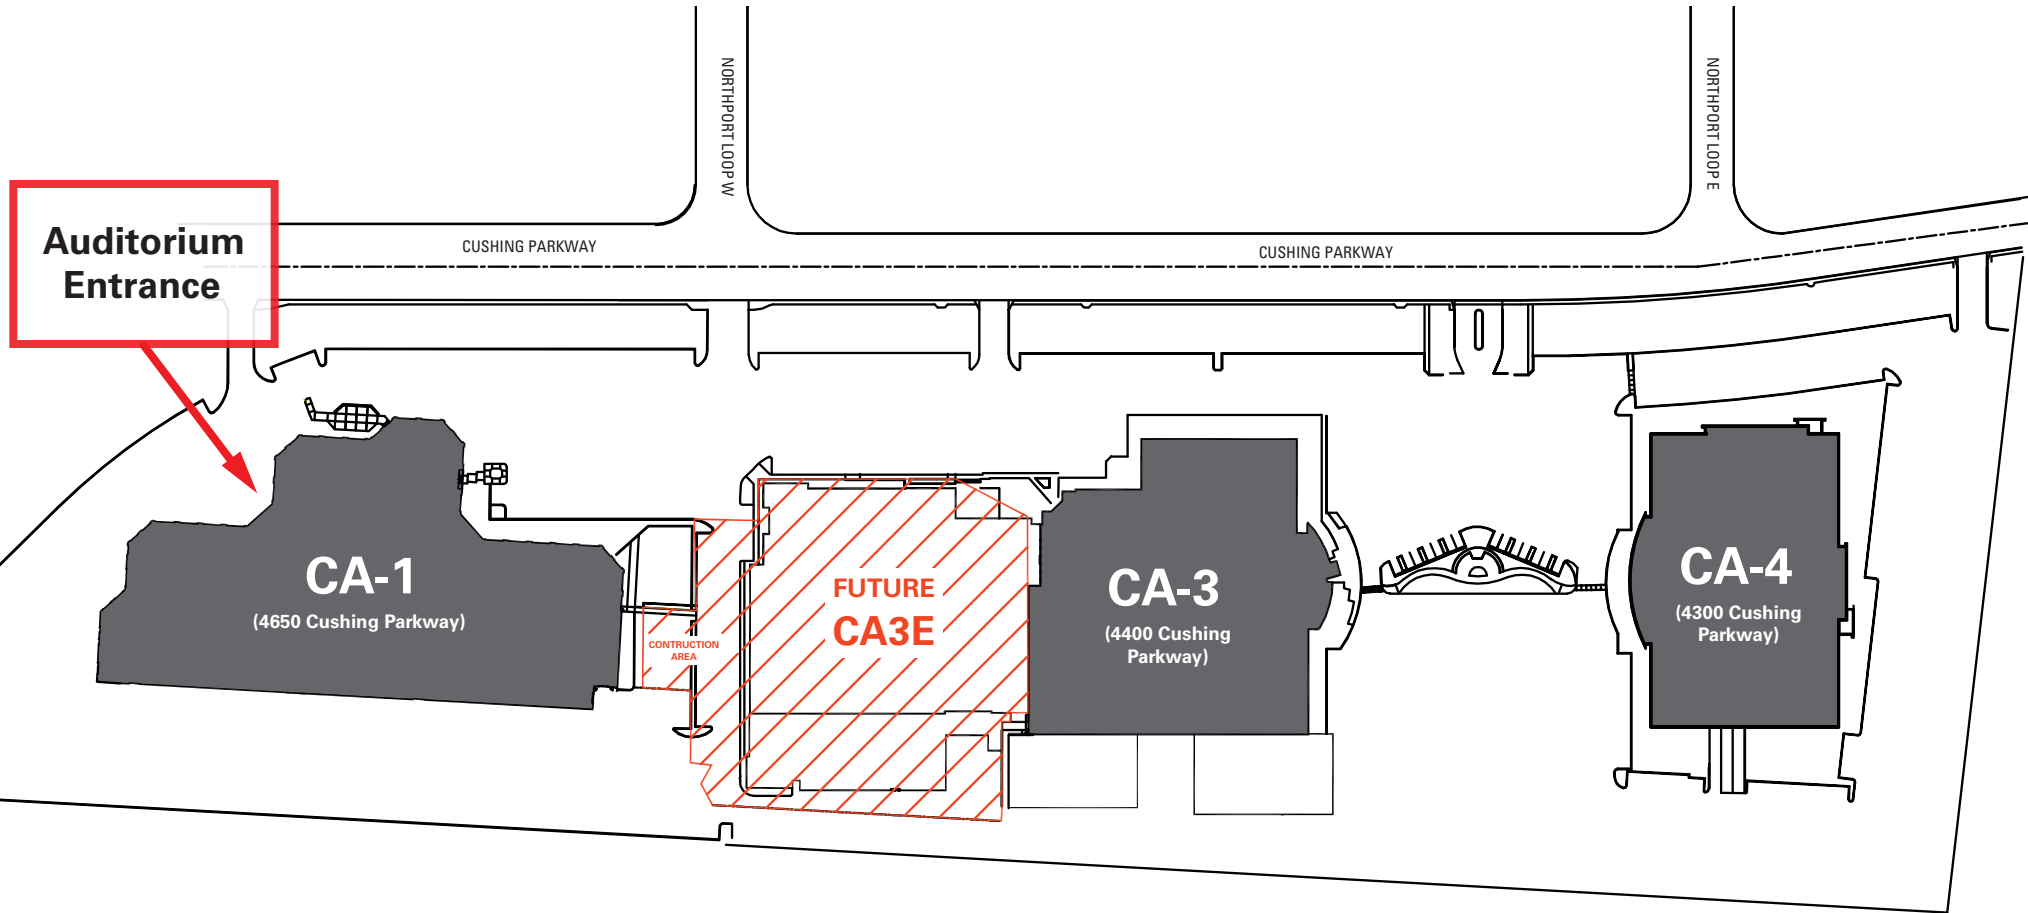 NORTHPORT LOOP W
NORTHPORT LOOP E
Auditorium
Entrance
CUSHING PARKWAY
CUSHING PARKWAY
CA-1
(4650 Cushing Parkway)
CONTRUCTION
AREA
FUTURE
CA3E
CA-3
(4400 Cushing
Parkway)
CA-4
(4300 Cushing
Parkway)